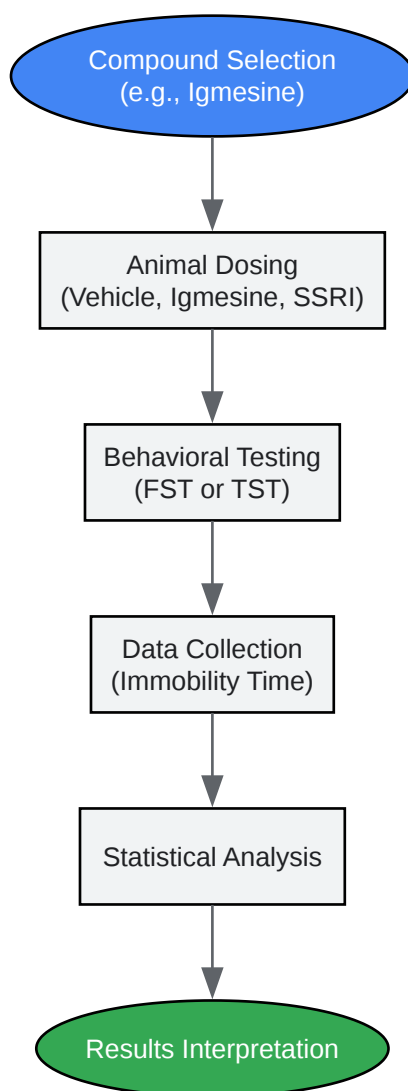 Compound Selection
(e.g., Igmesine)
Animal Dosing
(Vehicle, Igmesine, SSRI)
Behavioral Testing
(FST or TST)
Data Collection
(Immobility Time)
Statistical Analysis
Results Interpretation